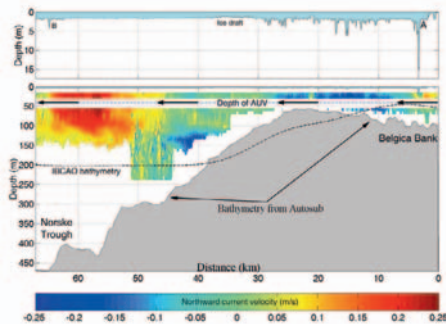 0
5
10
15
20
Depth (m)
B
Ice draft
A
0
50
100
150
200
250
300
350
400
450
Depth (m)
Depth of AUV
IBCAO bathymetry
Belgica Bank
Bathymetry from Autosub
Norske
Trough
Distance (km)
60 50 40 30 20 10 0
-0.25 -0.2 -0.15 -0.1 -0.05 0 0.05 0.1 0.15 0.2 0.25
Northward current velocity (m/s)